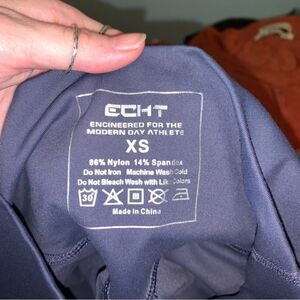 ECHT
ENGINEERED FOR THE
MODERN DAY ATHLETE
XS
86% Nylon 14% Spandex
Do Not Iron Machine Wash Cold
Do Not Bleach Wash with Like Colors
30
Made in China